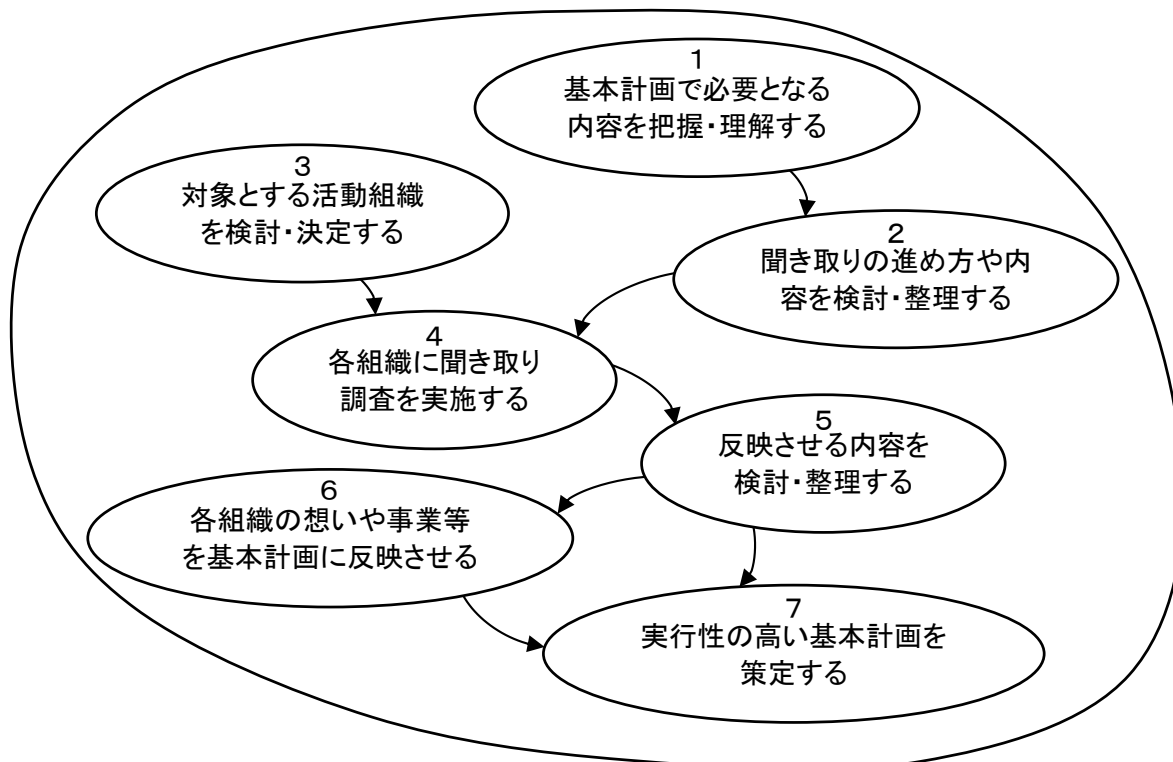 1
基本計画で必要となる
内容を把握・理解する
3
対象とする活動組織
を検討・決定する
2
聞き取りの進め方や内
容を検討・整理する
4
各組織に聞き取り
調査を実施する
5
反映させる内容を
検討・整理する
6
各組織の想いや事業等
を基本計画に反映させる
7
実行性の高い基本計画を
策定する